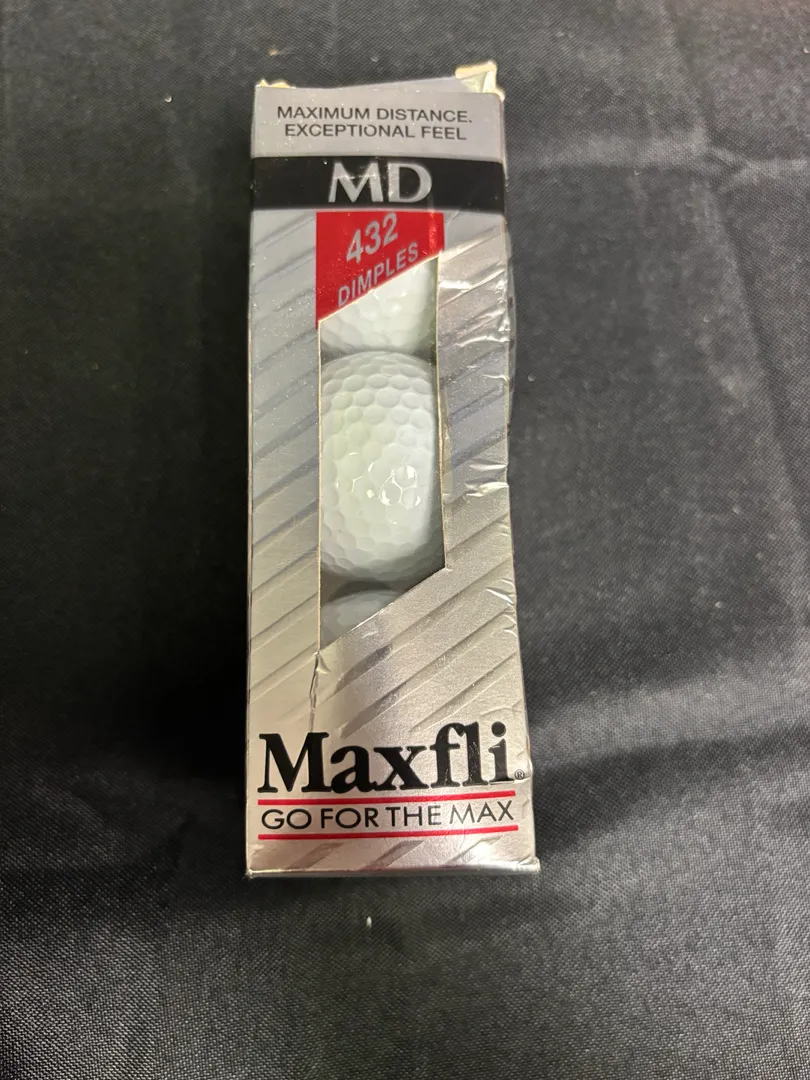 MAXIMUM DISTANCE.
EXCEPTIONAL FEEL
MD
432
DIMPLES
Maxfli®
GO FOR THE MAX